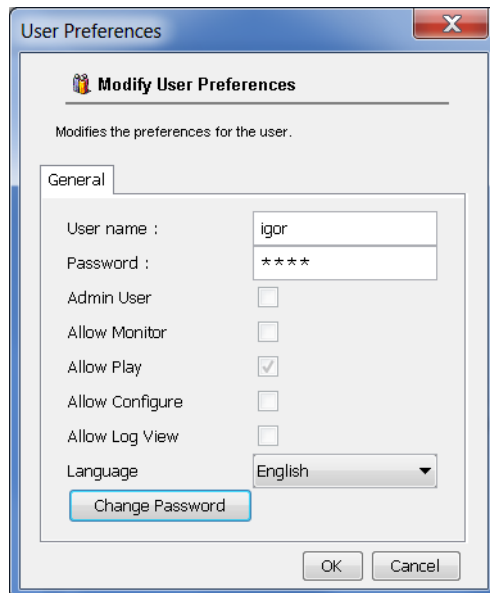 User Preferences
Modify User Preferences
Modifies the preferences for the user.
General
User name : igor
Password : ****
Admin User
Allow Monitor
Allow Play
Allow Configure
Allow Log View
Language English
Change Password
OK Cancel